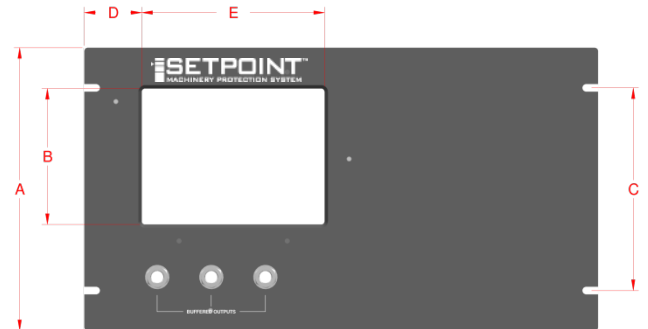 D E
SETPOINT™
MACHINERY PROTECTION SYSTEM
B
C
A
BUFFERED OUTPUTS